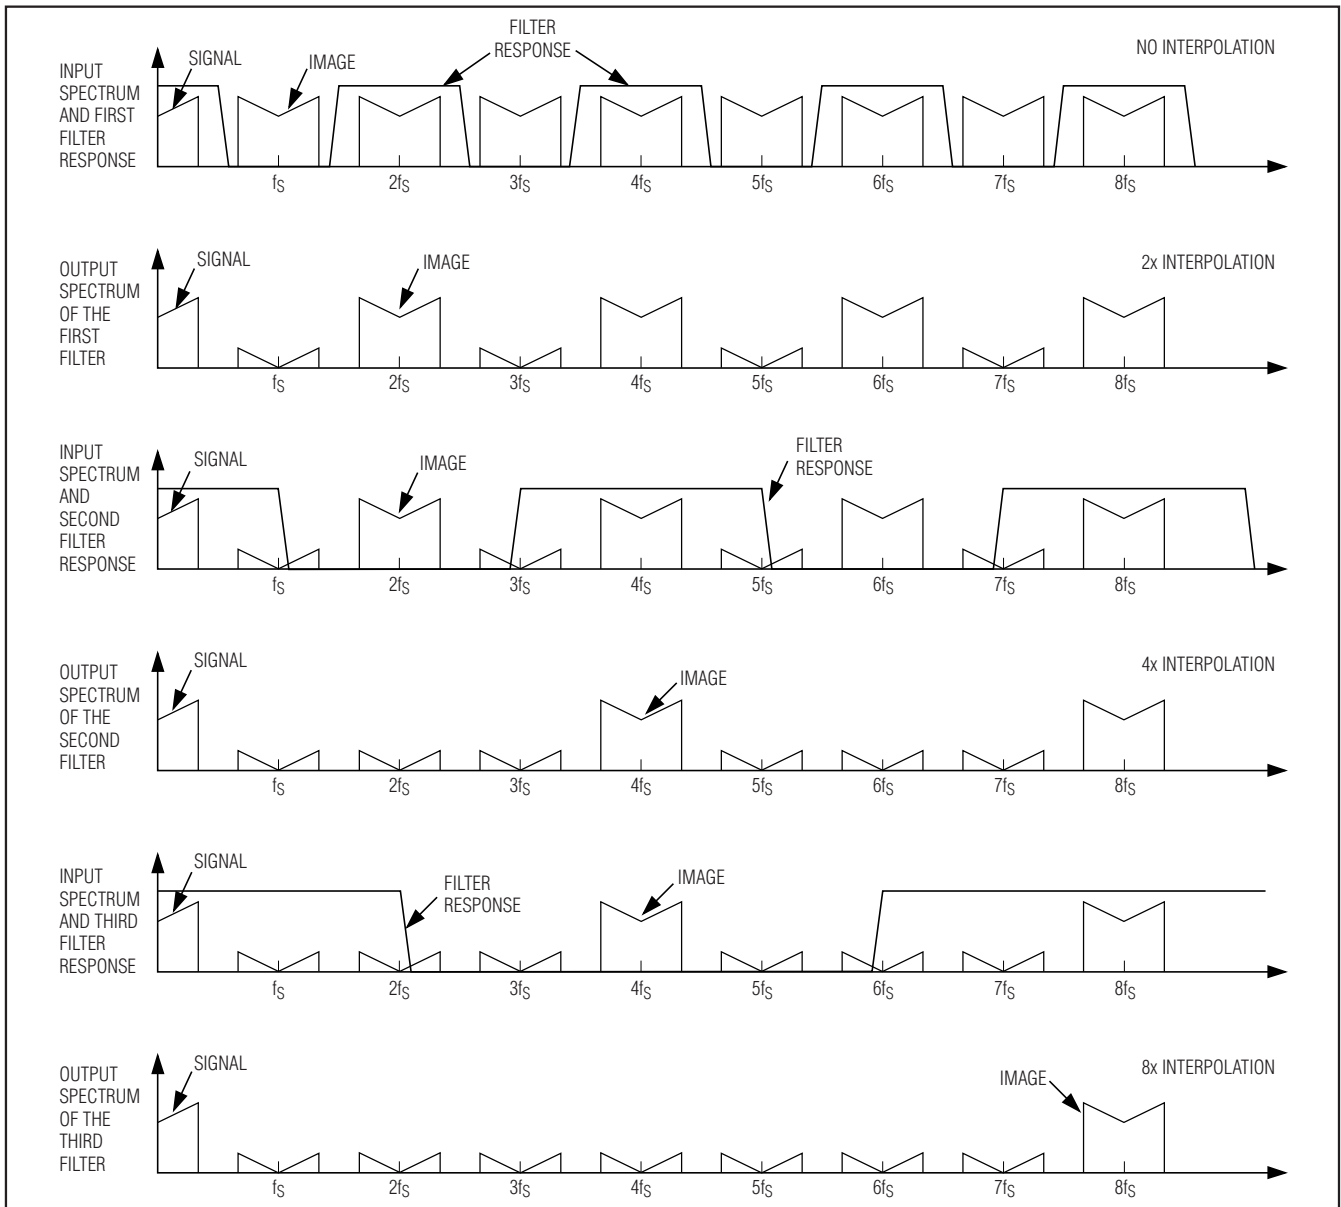 FILTER
RESPONSE
NO INTERPOLATION
SIGNAL
IMAGE
INPUT
SPECTRUM
AND FIRST
FILTER
RESPONSE
fS 2fS 3fS 4fS 5fS 6fS 7fS 8fS
SIGNAL
IMAGE
2x INTERPOLATION
OUTPUT
SPECTRUM
OF THE
FIRST
FILTER
fS 2fS 3fS 4fS 5fS 6fS 7fS 8fS
SIGNAL
IMAGE
FILTER
RESPONSE
INPUT
SPECTRUM
AND
SECOND
FILTER
RESPONSE
fS 2fS 3fS 4fS 5fS 6fS 7fS 8fS
SIGNAL
IMAGE
4x INTERPOLATION
OUTPUT
SPECTRUM
OF THE
SECOND
FILTER
fS 2fS 3fS 4fS 5fS 6fS 7fS 8fS
SIGNAL
FILTER
RESPONSE
IMAGE
INPUT
SPECTRUM
AND THIRD
FILTER
RESPONSE
fS 2fS 3fS 4fS 5fS 6fS 7fS 8fS
SIGNAL
IMAGE
8x INTERPOLATION
OUTPUT
SPECTRUM
OF THE
THIRD
FILTER
fS 2fS 3fS 4fS 5fS 6fS 7fS 8fS